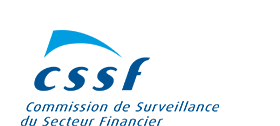 cssf
Commission de Surveillance
du Secteur Financier